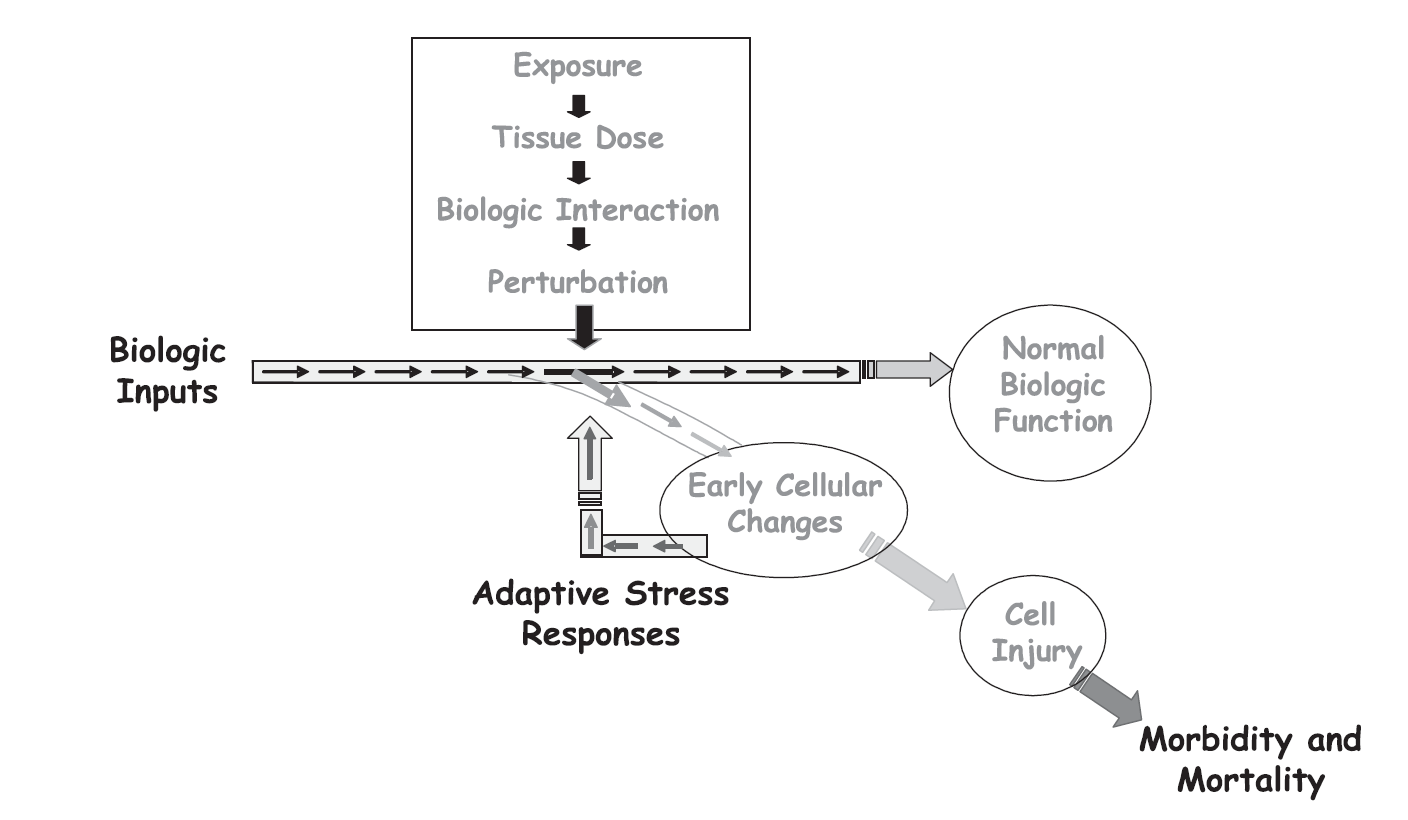 Exposure
Tissue Dose
Biologic Interaction
Perturbation
Biologic
Inputs
Normal
Biologic
Function
Early Cellular
Changes
Adaptive Stress
Responses
Cell
Injury
Morbidity and
Mortality